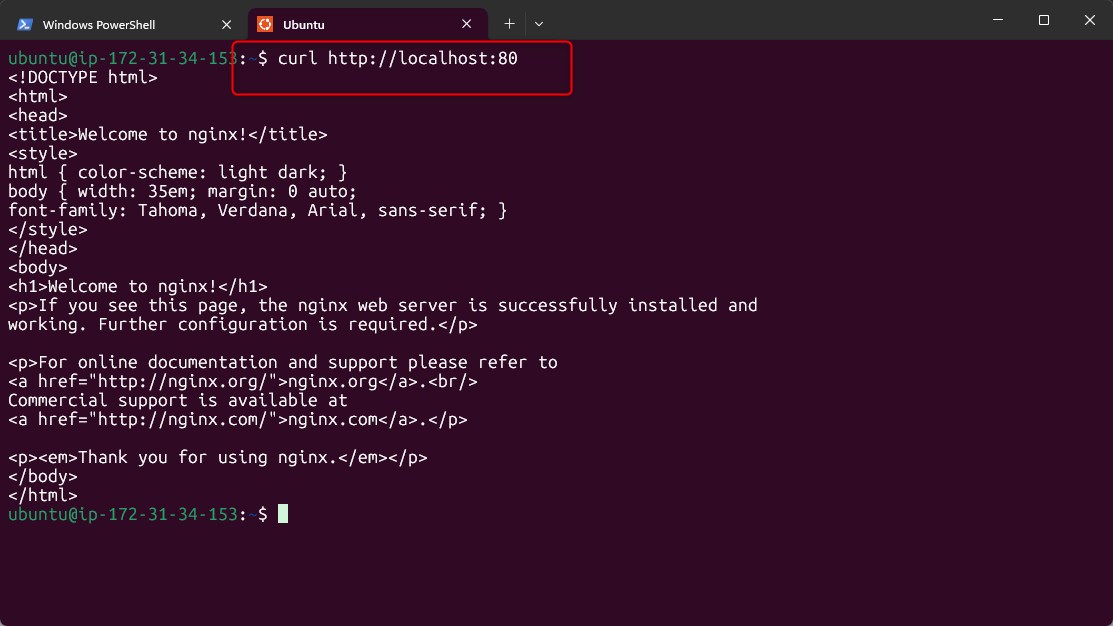 Windows PowerShell
Ubuntu
ubuntu@ip-172-31-34-153:~$ curl http://localhost:80
<!DOCTYPE html>
<html>
<head>
<title>Welcome to nginx!</title>
<style>
html { color-scheme: light dark; }
body { width: 35em; margin: 0 auto;
font-family: Tahoma, Verdana, Arial, sans-serif; }
</style>
</head>
<body>
<h1>Welcome to nginx!</h1>
<p>If you see this page, the nginx web server is successfully installed and
working. Further configuration is required.</p>

<p>For online documentation and support please refer to
<a href="http://nginx.org/">nginx.org</a>.<br/>
Commercial support is available at
<a href="http://nginx.com/">nginx.com</a>.</p>

<p><em>Thank you for using nginx.</em></p>
</body>
</html>
ubuntu@ip-172-31-34-153:~$